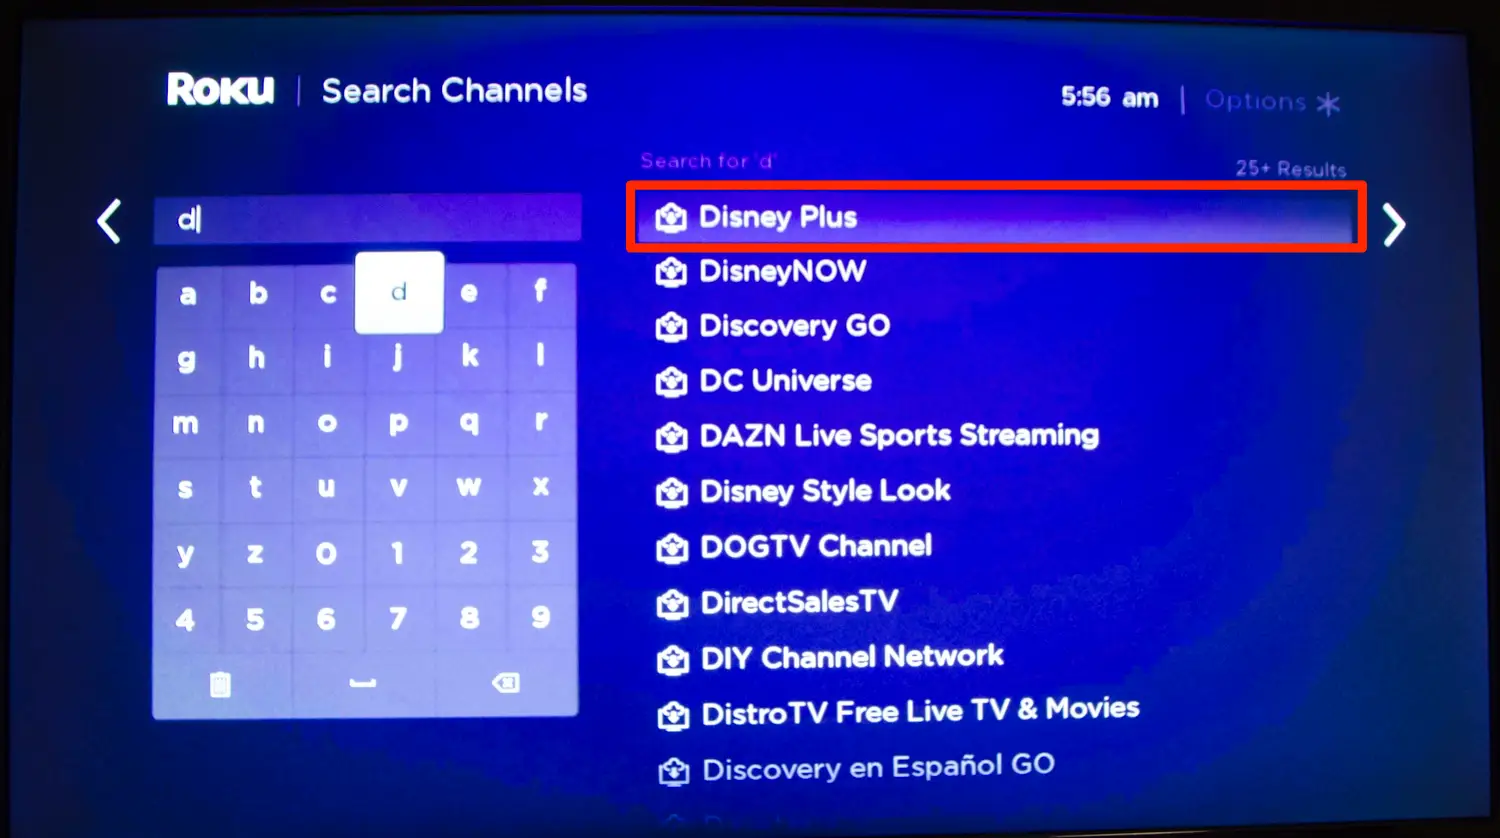 Roku | Search Channels
5:56 am | Options *
Search for 'd'
25+ Results
d
a b c d e f
g h i j k l
m n o p q r
s t u v w x
y z 0 1 2 3
4 5 6 7 8 9
Disney Plus
DisneyNOW
Discovery GO
DC Universe
DAZN Live Sports Streaming
Disney Style Look
DOGTV Channel
DirectSalesTV
DIY Channel Network
DistroTV Free Live TV & Movies
Discovery en Español GO